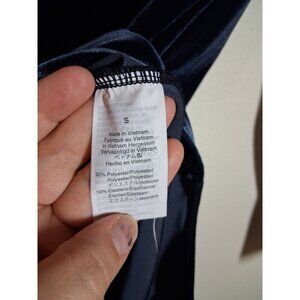 S
Made in Vietnam
Fabriqué au Vietnam
in Vietnam Hergestellt
Vervaardigd in Vietnam
ベトナム製
Hecho en Vietnam
90% Polyester/Polyester/
Polyester/Polyester/
ポリエステル/Poliéster
10% Elastane/Elasthanne/
Elastan/Elastaan/
エラスターン/Elastano